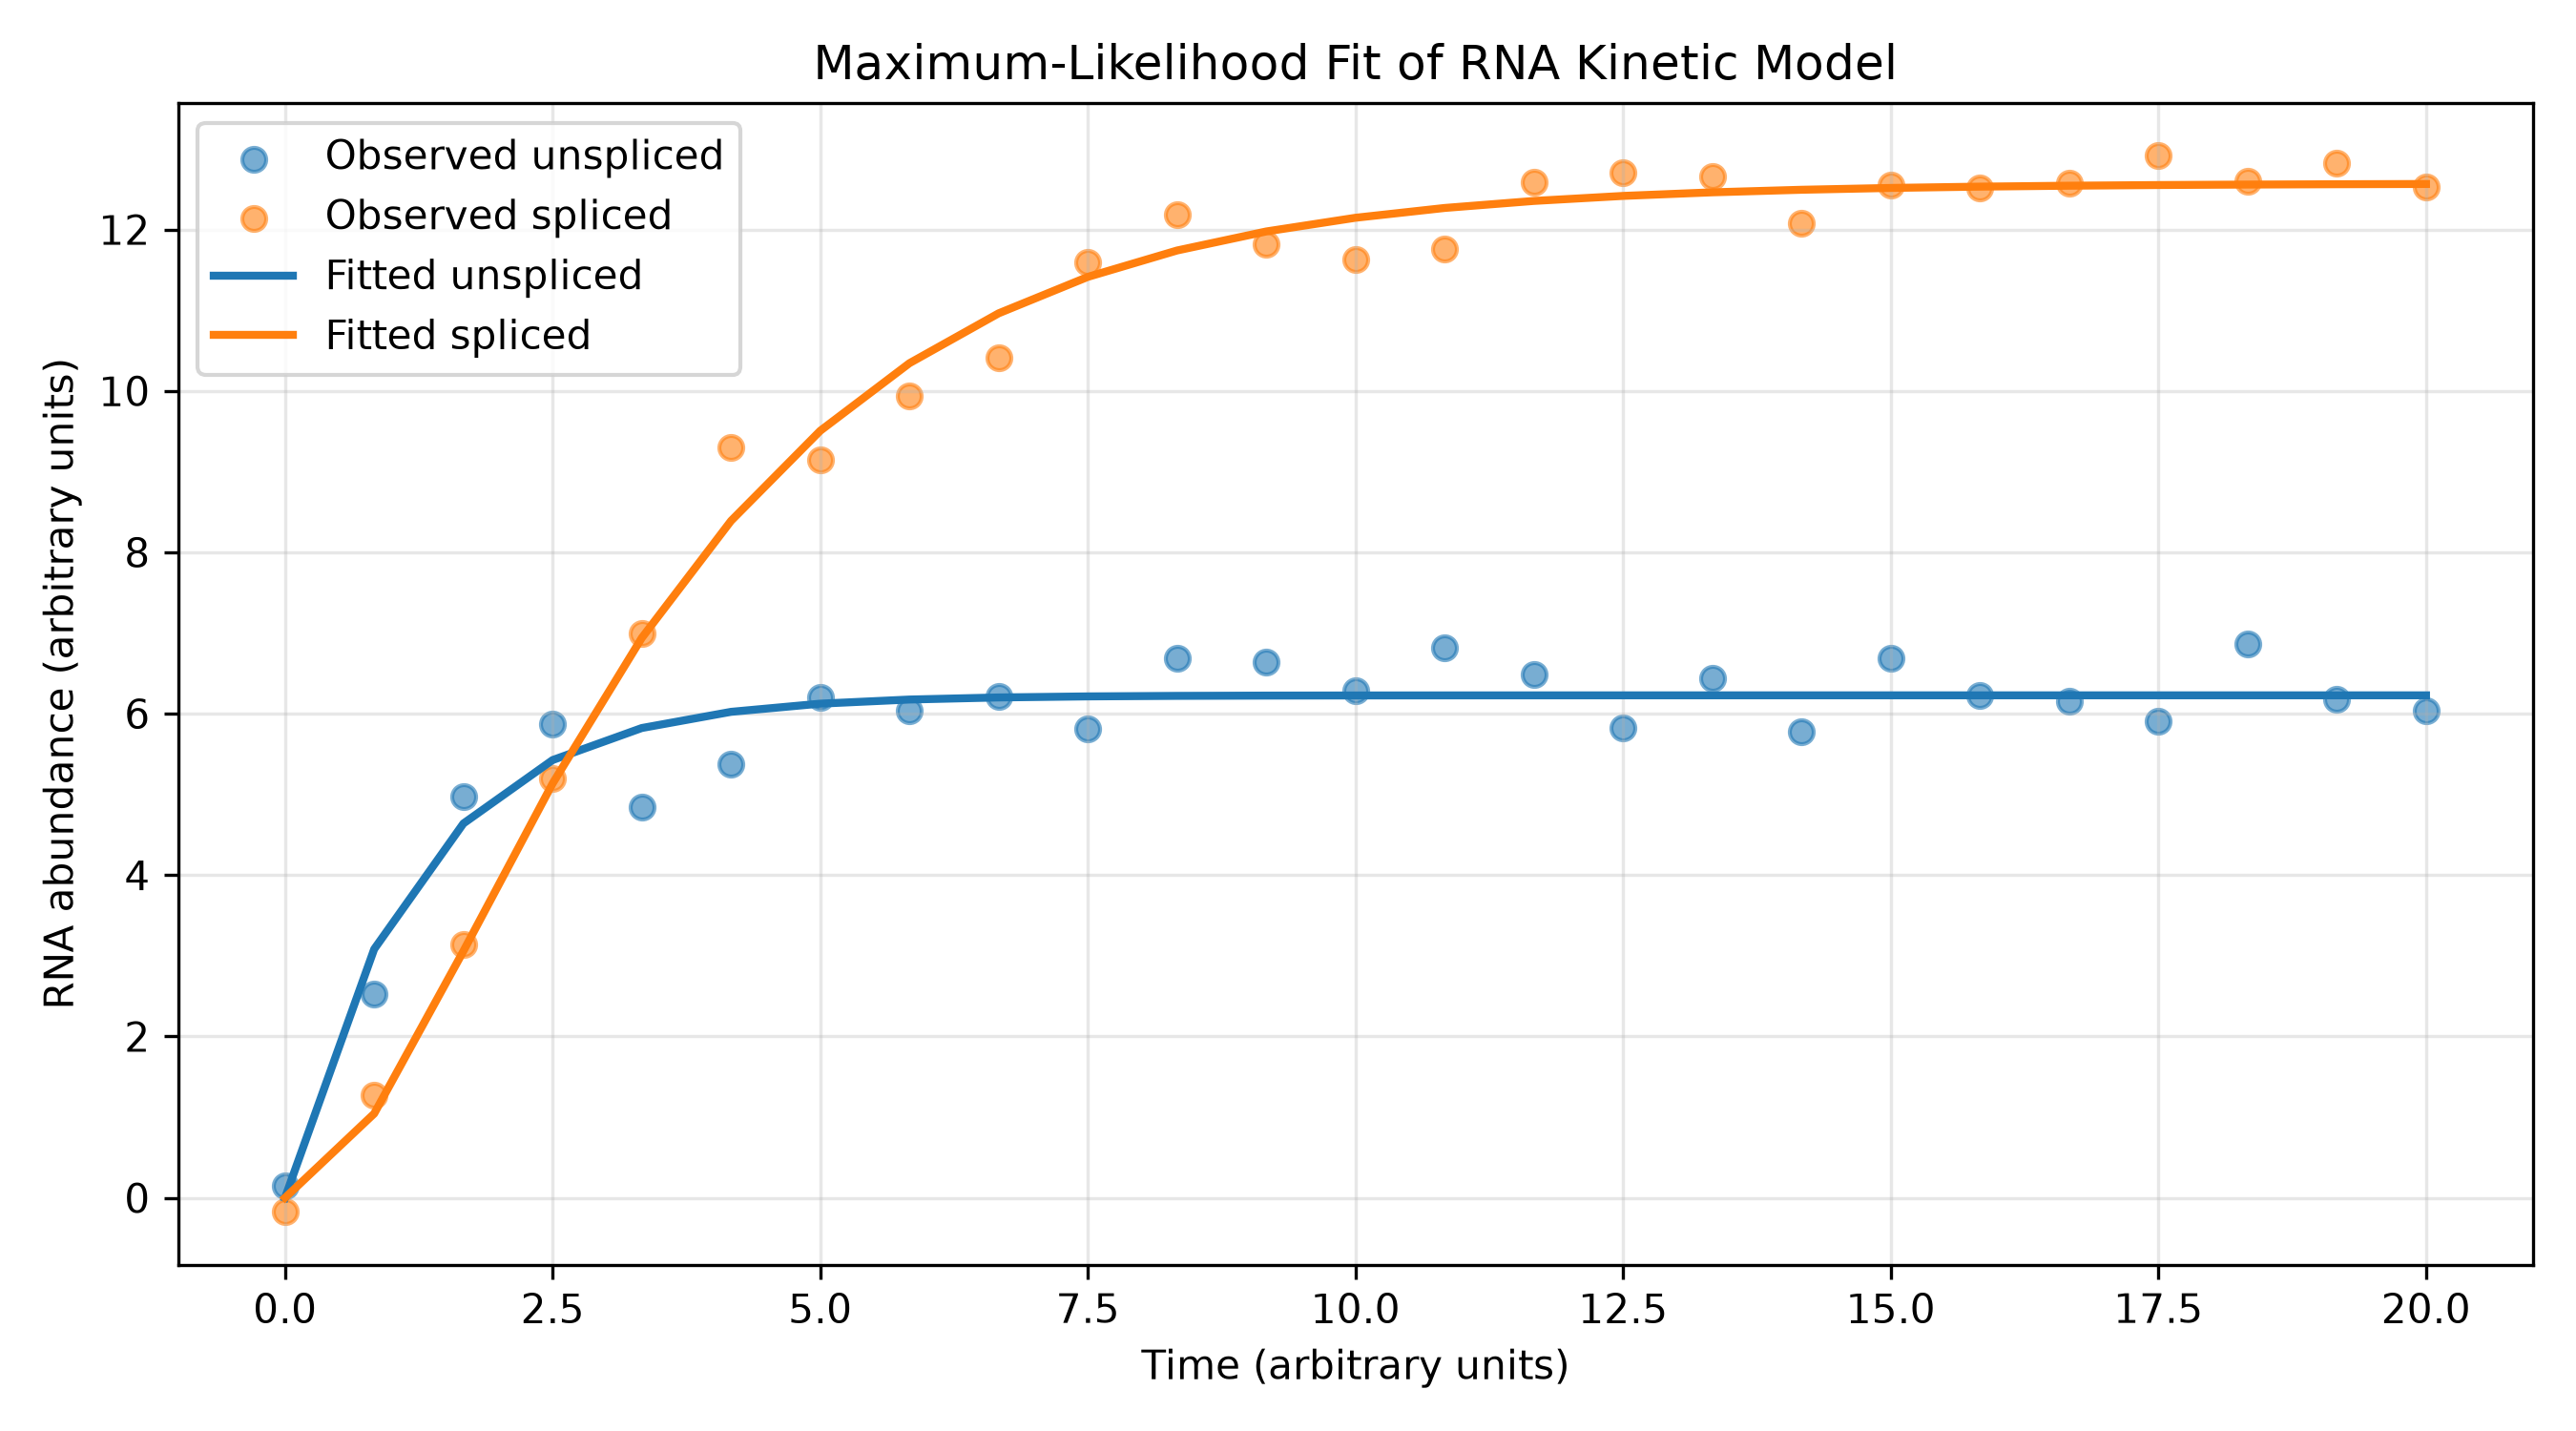 Maximum-Likelihood Fit of RNA Kinetic Model
Observed unspliced
Observed spliced
Fitted unspliced
Fitted spliced
RNA abundance (arbitrary units)
12
10
8
6
4
2
0
0.0 2.5 5.0 7.5 10.0 12.5 15.0 17.5 20.0
Time (arbitrary units)